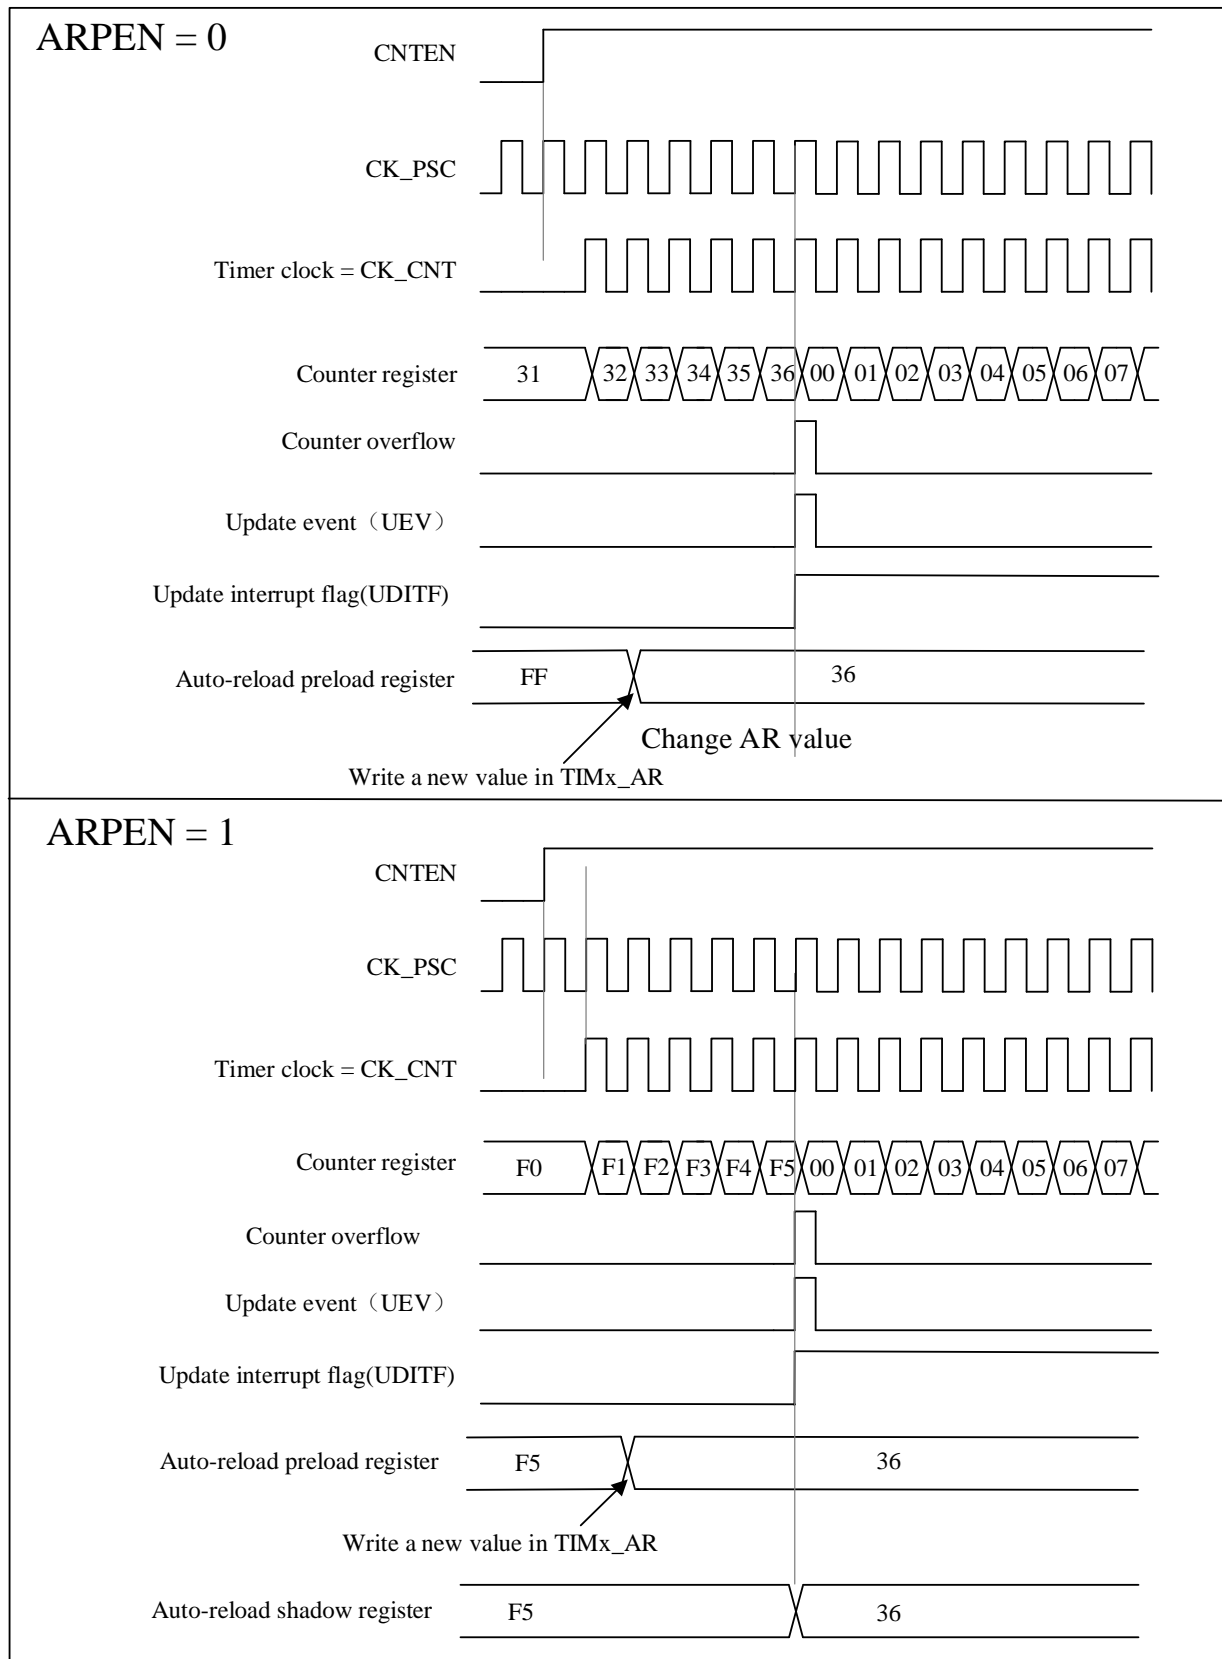 ARPEN = 0
CNTEN
CK_PSC
Timer clock = CK_CNT
Counter register 31 32 33 34 35 36 00 01 02 03 04 05 06 07
Counter overflow
Update event（UEV）
Update interrupt flag(UDITF)
Auto-reload preload register FF 36
Change AR value
Write a new value in TIMx_AR
ARPEN = 1
CNTEN
CK_PSC
Timer clock = CK_CNT
Counter register F0 F1 F2 F3 F4 F5 00 01 02 03 04 05 06 07
Counter overflow
Update event（UEV）
Update interrupt flag(UDITF)
Auto-reload preload register F5 36
Write a new value in TIMx_AR
Auto-reload shadow register F5 36